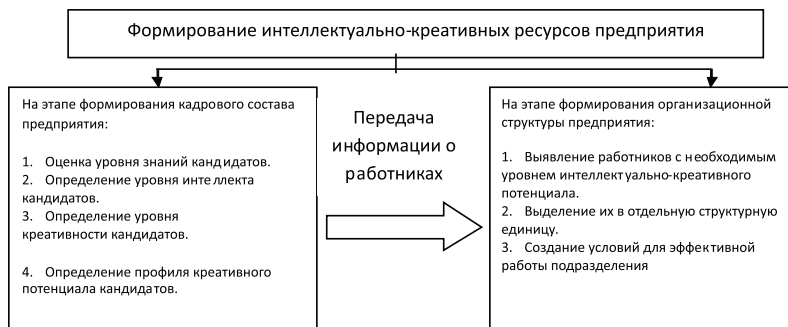 Формирование интеллектуально-креативных ресурсов предприятия
На этапе формирования кадрового состава
предприятия:
1. Оценка уровня знаний кандидатов.
2. Определение уровня интеллекта
кандидатов.
3. Определение уровня
креативности кандидатов.
4. Определение профиля креативного
потенциала кандидатов.
Передача
информации о
работниках
На этапе формирования организационной
структуры предприятия:
1. Выявление работников с необходимым
уровнем интеллектуально-креативного
потенциала.
2. Выделение их в отдельную структурную
единицу.
3. Создание условий для эффективной
работы подразделения